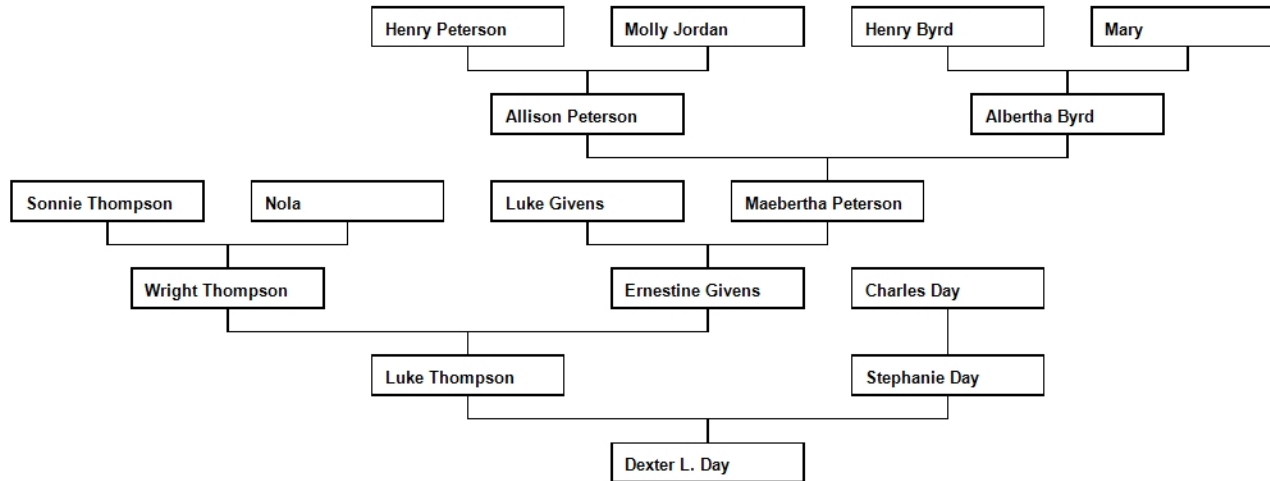 Henry Peterson
Molly Jordan
Henry Byrd
Mary
Allison Peterson
Albertha Byrd
Sonnie Thompson
Nola
Luke Givens
Maebertha Peterson
Wright Thompson
Ernestine Givens
Charles Day
Luke Thompson
Stephanie Day
Dexter L. Day